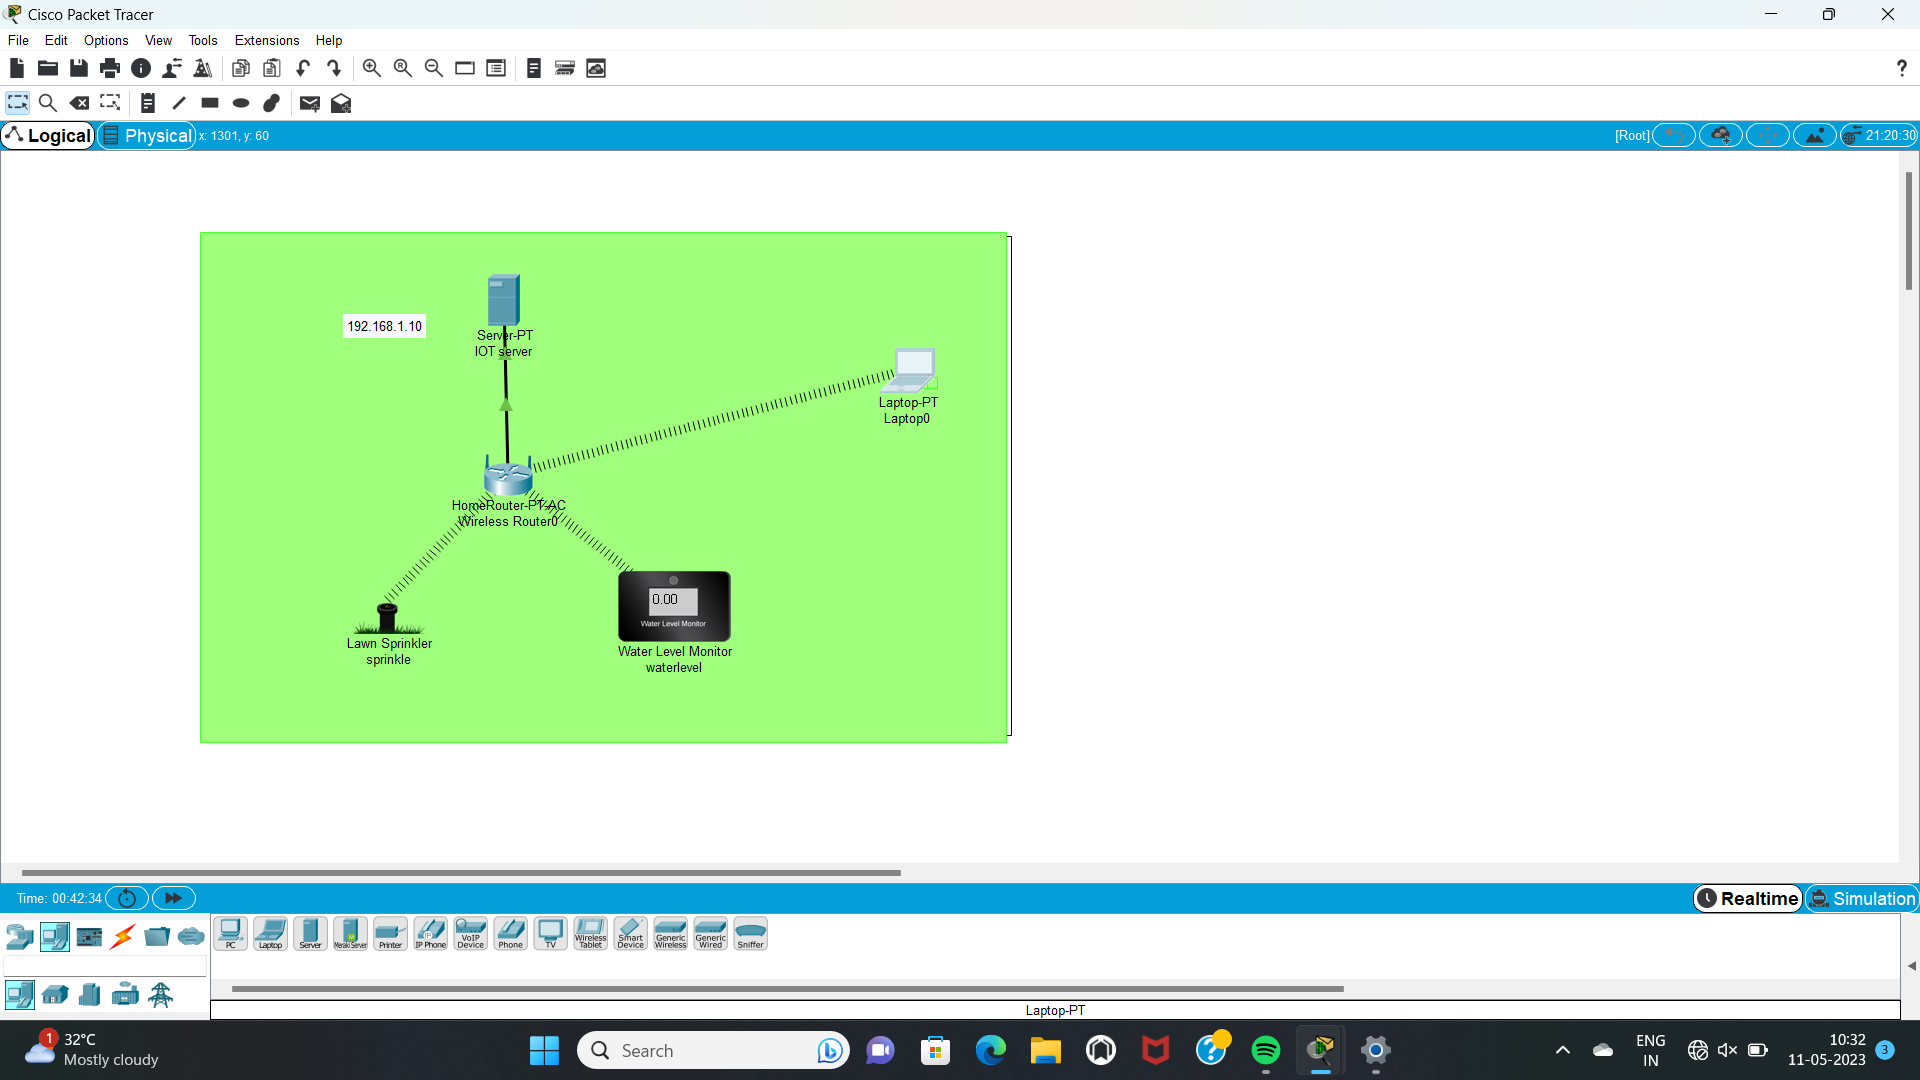 Cisco Packet Tracer
File Edit Options View Tools Extensions Help
?
Logical Physical x: 1301, y: 60 [Root] 21:20:30
192.168.1.10
Server-PT
IOT server
Laptop-PT
Laptop0
HomeRouter-PT-AC
Wireless Router0
0.00
Water Level Monitor
Lawn Sprinkler
sprinkle
Water Level Monitor
waterlevel
Time: 00:42:34 Realtime Simulation
PC Laptop Server Meraki Server Printer IP Phone VoIP Device Phone TV Wireless Tablet Smart Device Generic Wireless Generic Wired Sniffer
Laptop-PT
1 32°C
Mostly cloudy
Search
ENG
IN
10:32
11-05-2023
3